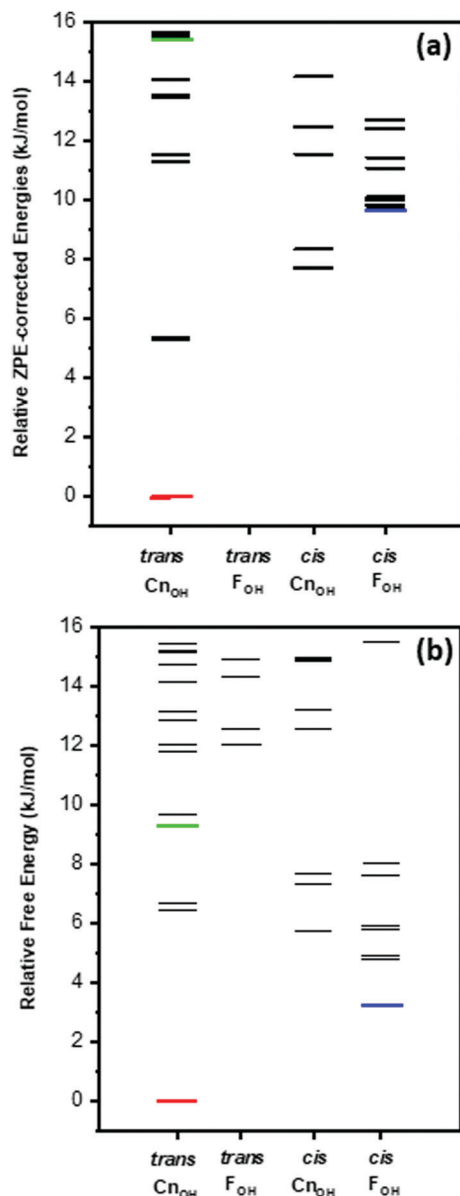 (a)
Relative ZPE-corrected Energies (kJ/mol)
16
14
12
10
8
6
4
2
0
trans trans cis cis
Cn_OH F_OH Cn_OH F_OH
(b)
Relative Free Energy (kJ/mol)
16
14
12
10
8
6
4
2
0
trans trans cis cis
Cn_OH F_OH Cn_OH F_OH